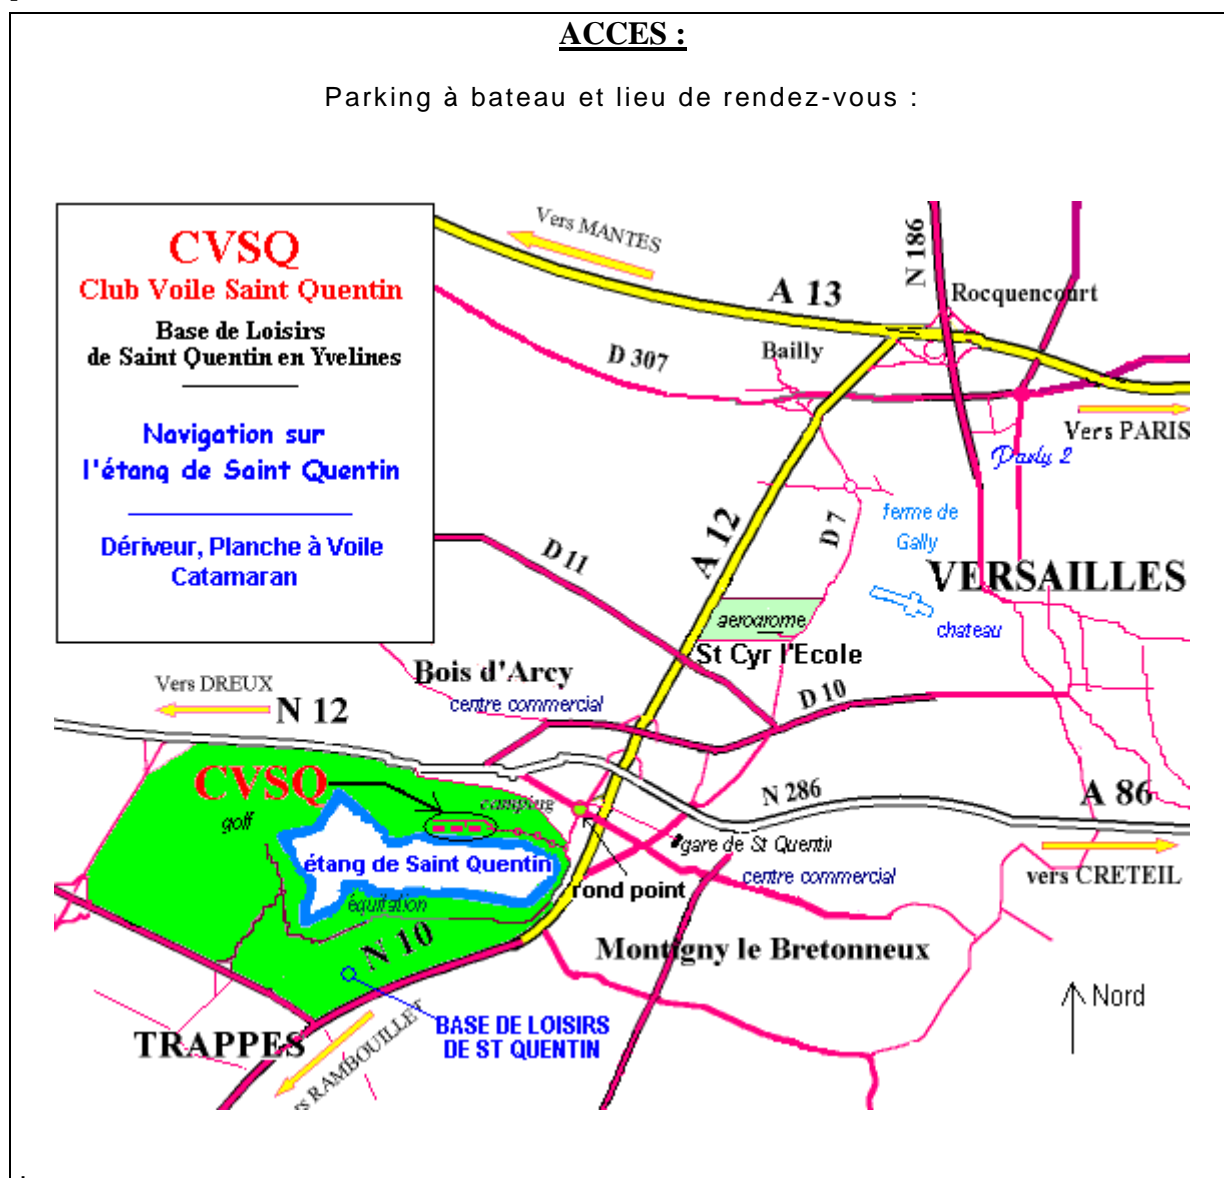 ACCES :
Parking à bateau et lieu de rendez-vous :
CVSQ
Club Voile Saint Quentin
Base de Loisirs
de Saint Quentin en Yvelines
Navigation sur
l'étang de Saint Quentin
Dériveur, Planche à Voile
Catamaran
Vers MANTES
A 13
N 186
Rocquencourt
Bailly
D 307
Vers PARIS
Parly 2
A 12
D 7
ferme de
Gally
D 11
VERSAILLES
aerodrome
chateau
St Cyr l'Ecole
Bois d'Arcy
centre commercial
Vers DREUX
N 12
D 10
CVSQ
camping
golf
N 286
A 86
gare de St Quentin
étang de Saint Quentin
rond point
centre commercial
vers CRETEIL
équitation
N 10
Montigny le Bretonneux
Nord
BASE DE LOISIRS
DE ST QUENTIN
TRAPPES
RAMBOUILLET